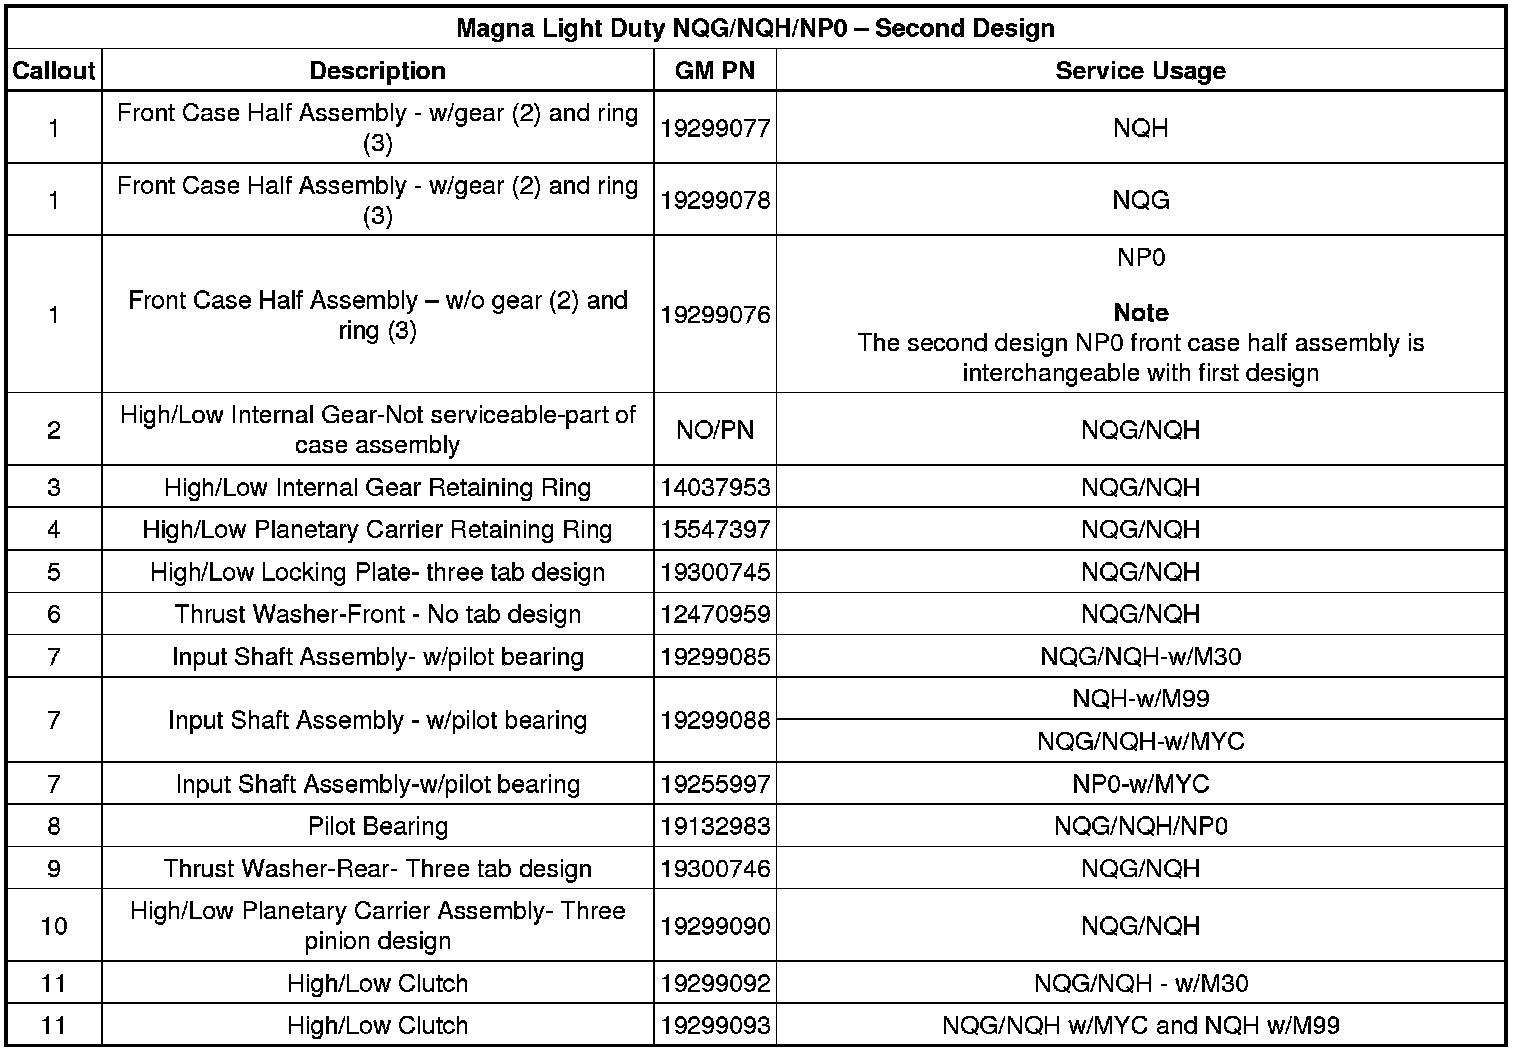 Magna Light Duty NQG/NQH/NP0 – Second Design
Callout Description GM PN Service Usage
1 Front Case Half Assembly - w/gear (2) and ring (3) 19299077 NQH
1 Front Case Half Assembly - w/gear (2) and ring (3) 19299078 NQG
1 Front Case Half Assembly – w/o gear (2) and ring (3) 19299076 NP0
Note
The second design NP0 front case half assembly is
interchangeable with first design
2 High/Low Internal Gear-Not serviceable-part of case assembly NO/PN NQG/NQH
3 High/Low Internal Gear Retaining Ring 14037953 NQG/NQH
4 High/Low Planetary Carrier Retaining Ring 15547397 NQG/NQH
5 High/Low Locking Plate- three tab design 19300745 NQG/NQH
6 Thrust Washer-Front - No tab design 12470959 NQG/NQH
7 Input Shaft Assembly- w/pilot bearing 19299085 NQG/NQH-w/M30
7 Input Shaft Assembly - w/pilot bearing 19299088 NQH-w/M99
NQG/NQH-w/MYC
7 Input Shaft Assembly-w/pilot bearing 19255997 NP0-w/MYC
8 Pilot Bearing 19132983 NQG/NQH/NP0
9 Thrust Washer-Rear- Three tab design 19300746 NQG/NQH
10 High/Low Planetary Carrier Assembly- Three pinion design 19299090 NQG/NQH
11 High/Low Clutch 19299092 NQG/NQH - w/M30
11 High/Low Clutch 19299093 NQG/NQH w/MYC and NQH w/M99